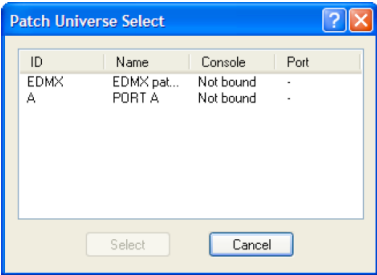 Patch Universe Select
ID Name Console Port
EDMX EDMX pat... Not bound -
A PORT A Not bound -
Select Cancel